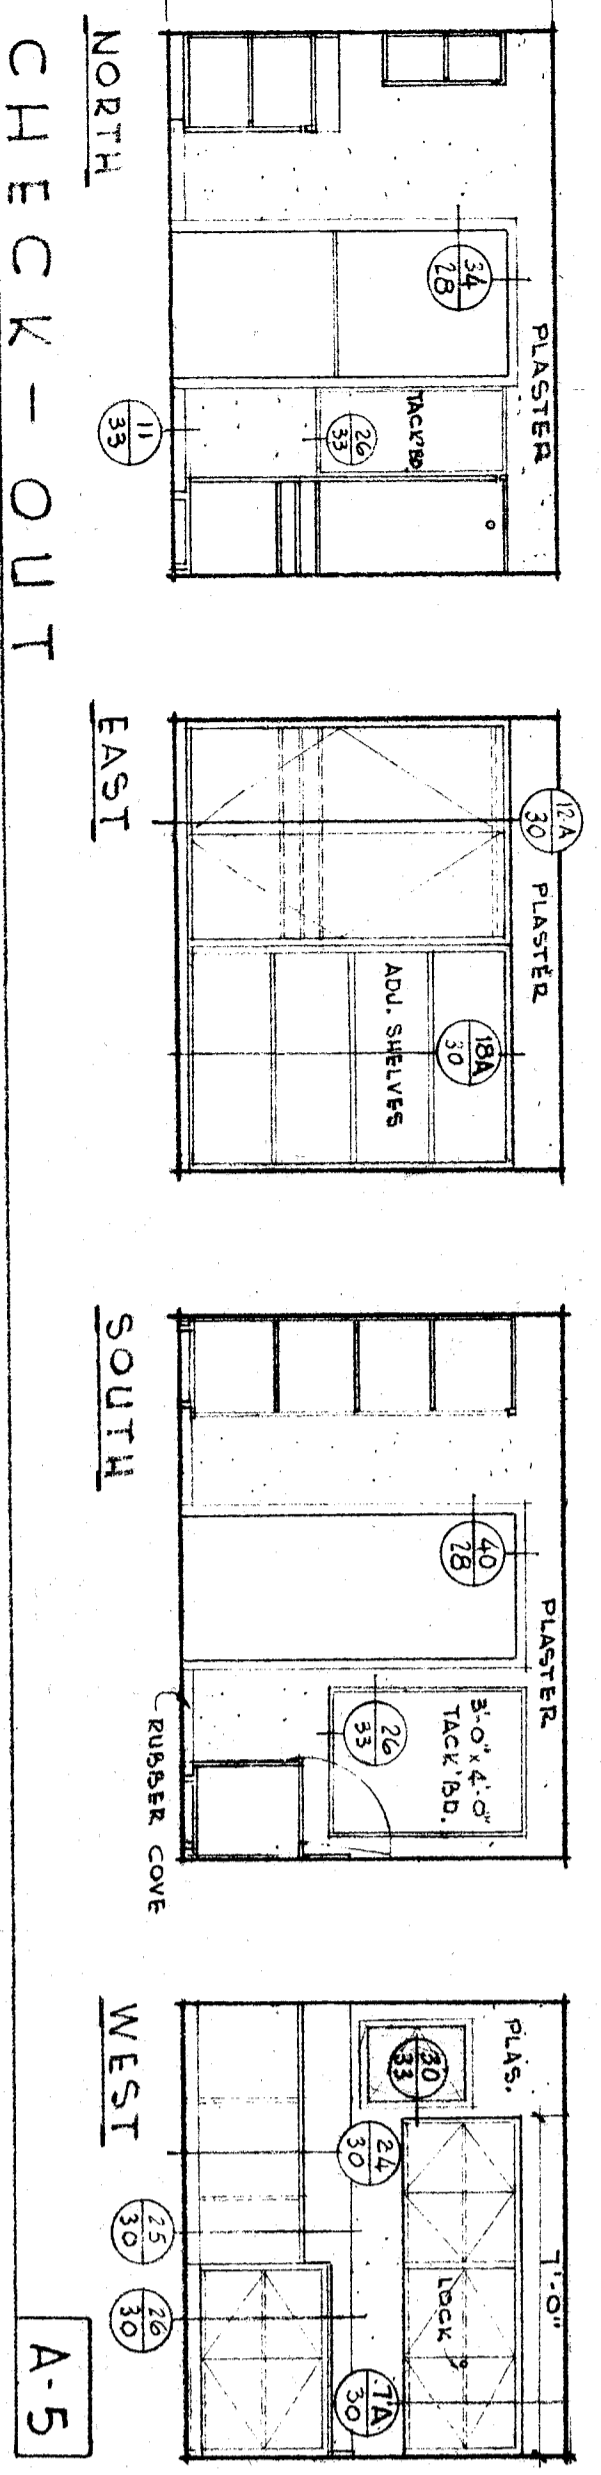 PLASTER
34
28
TACK'BD.
26
33
11
33
NORTH
12A
30
PLASTER
18A
30
ADJ. SHELVES
EAST
PLASTER
40
28
3'-0" x 4'-0"
TACK'BD.
26
33
RUBBER COVE
SOUTH
7'-0"
PLAS.
30
33
LOCK
24
30
7A
30
25
30
26
30
WEST
CHECK-OUT
A-5